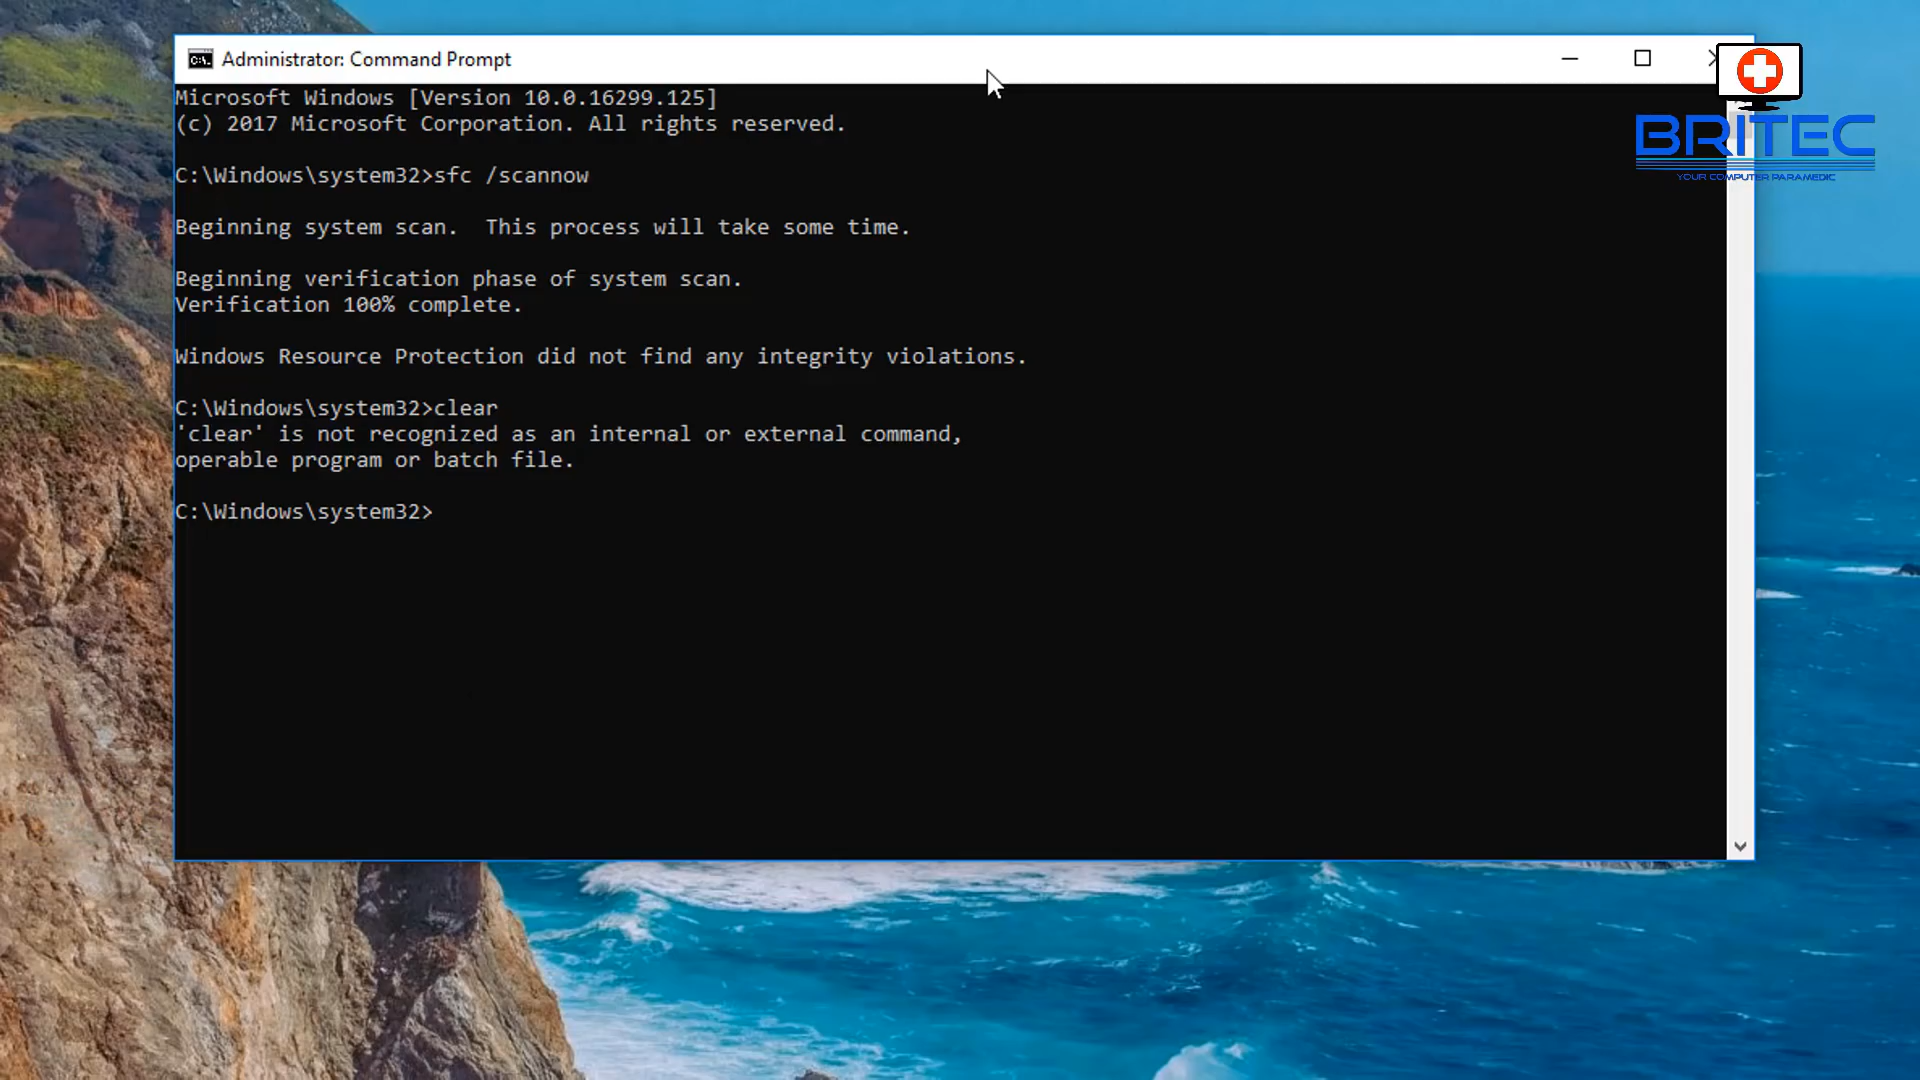 Administrator: Command Prompt
Microsoft Windows [Version 10.0.16299.125]
(c) 2017 Microsoft Corporation. All rights reserved.
C:\Windows\system32>sfc /scannow
Beginning system scan.  This process will take some time.
Beginning verification phase of system scan.
Verification 100% complete.
Windows Resource Protection did not find any integrity violations.
C:\Windows\system32>clear
'clear' is not recognized as an internal or external command,
operable program or batch file.
C:\Windows\system32>
BRITEC
YOUR COMPUTER PARAMEDIC